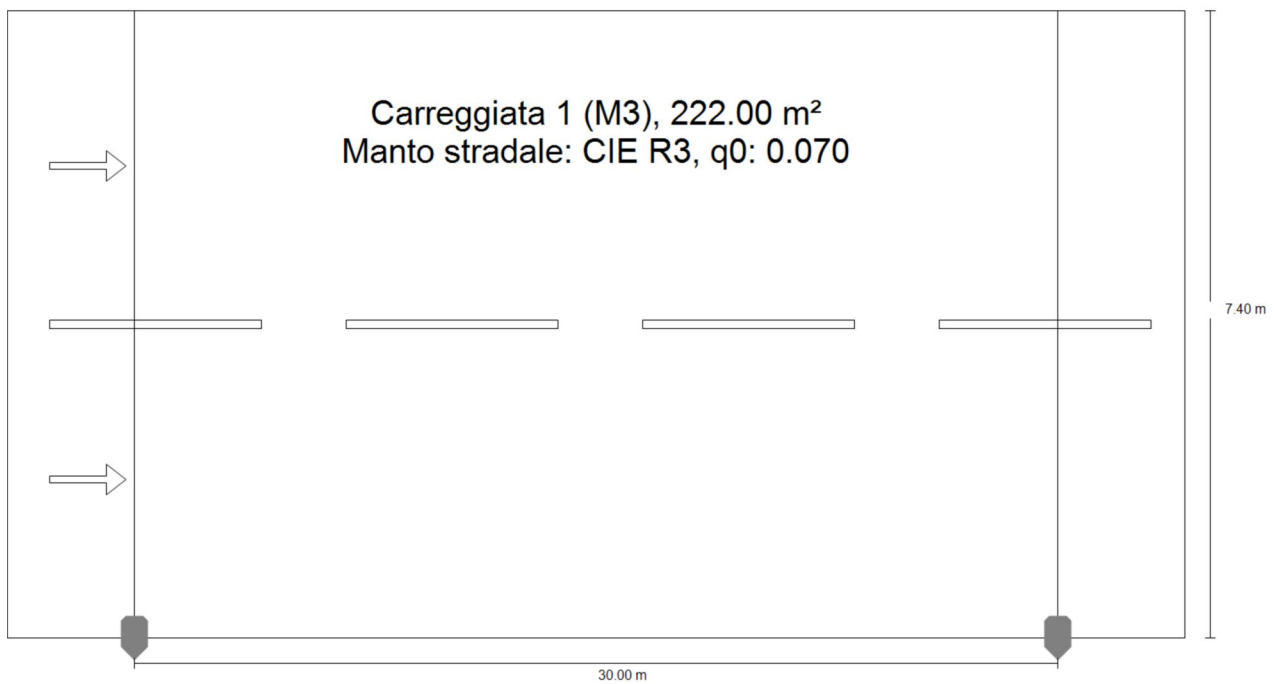 Carreggiata 1 (M3), 222.00 m²
Manto stradale: CIE R3, q0: 0.070
7.40 m
30.00 m